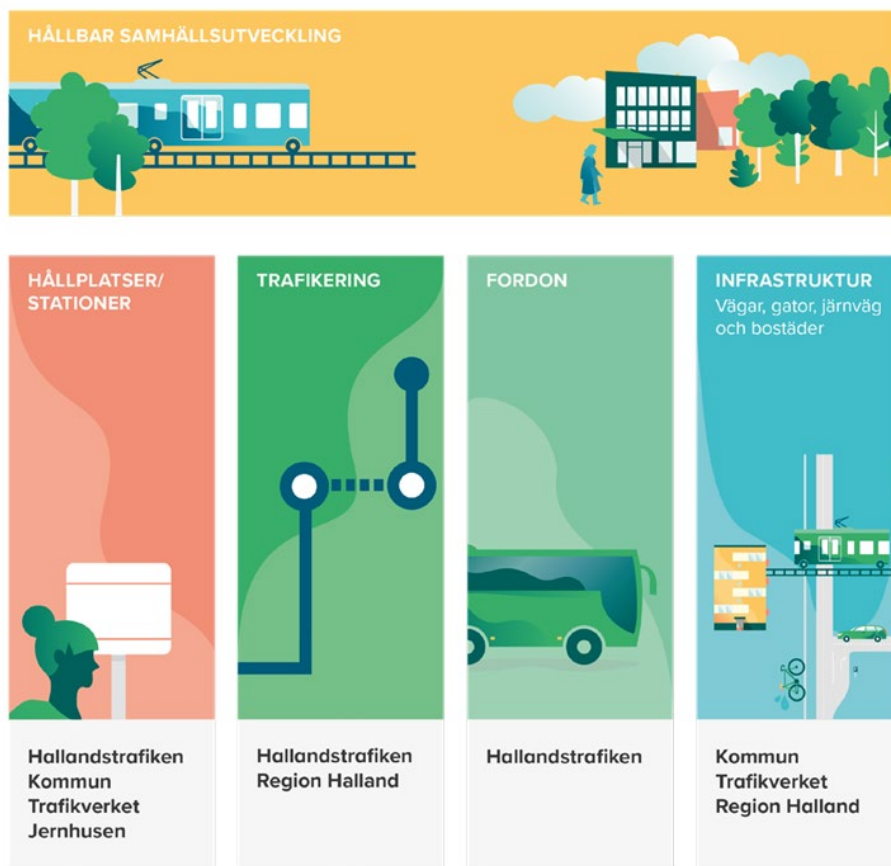 HÅLLBAR SAMHÄLLSUTVECKLING
HÅLLPLATSER/
STATIONER
Hallandstrafiken
Kommun
Trafikverket
Jernhusen
TRAFIKERING
Hallandstrafiken
Region Halland
FORDON
Hallandstrafiken
INFRASTRUKTUR
Vägar, gator, järnväg
och bostäder
Kommun
Trafikverket
Region Halland